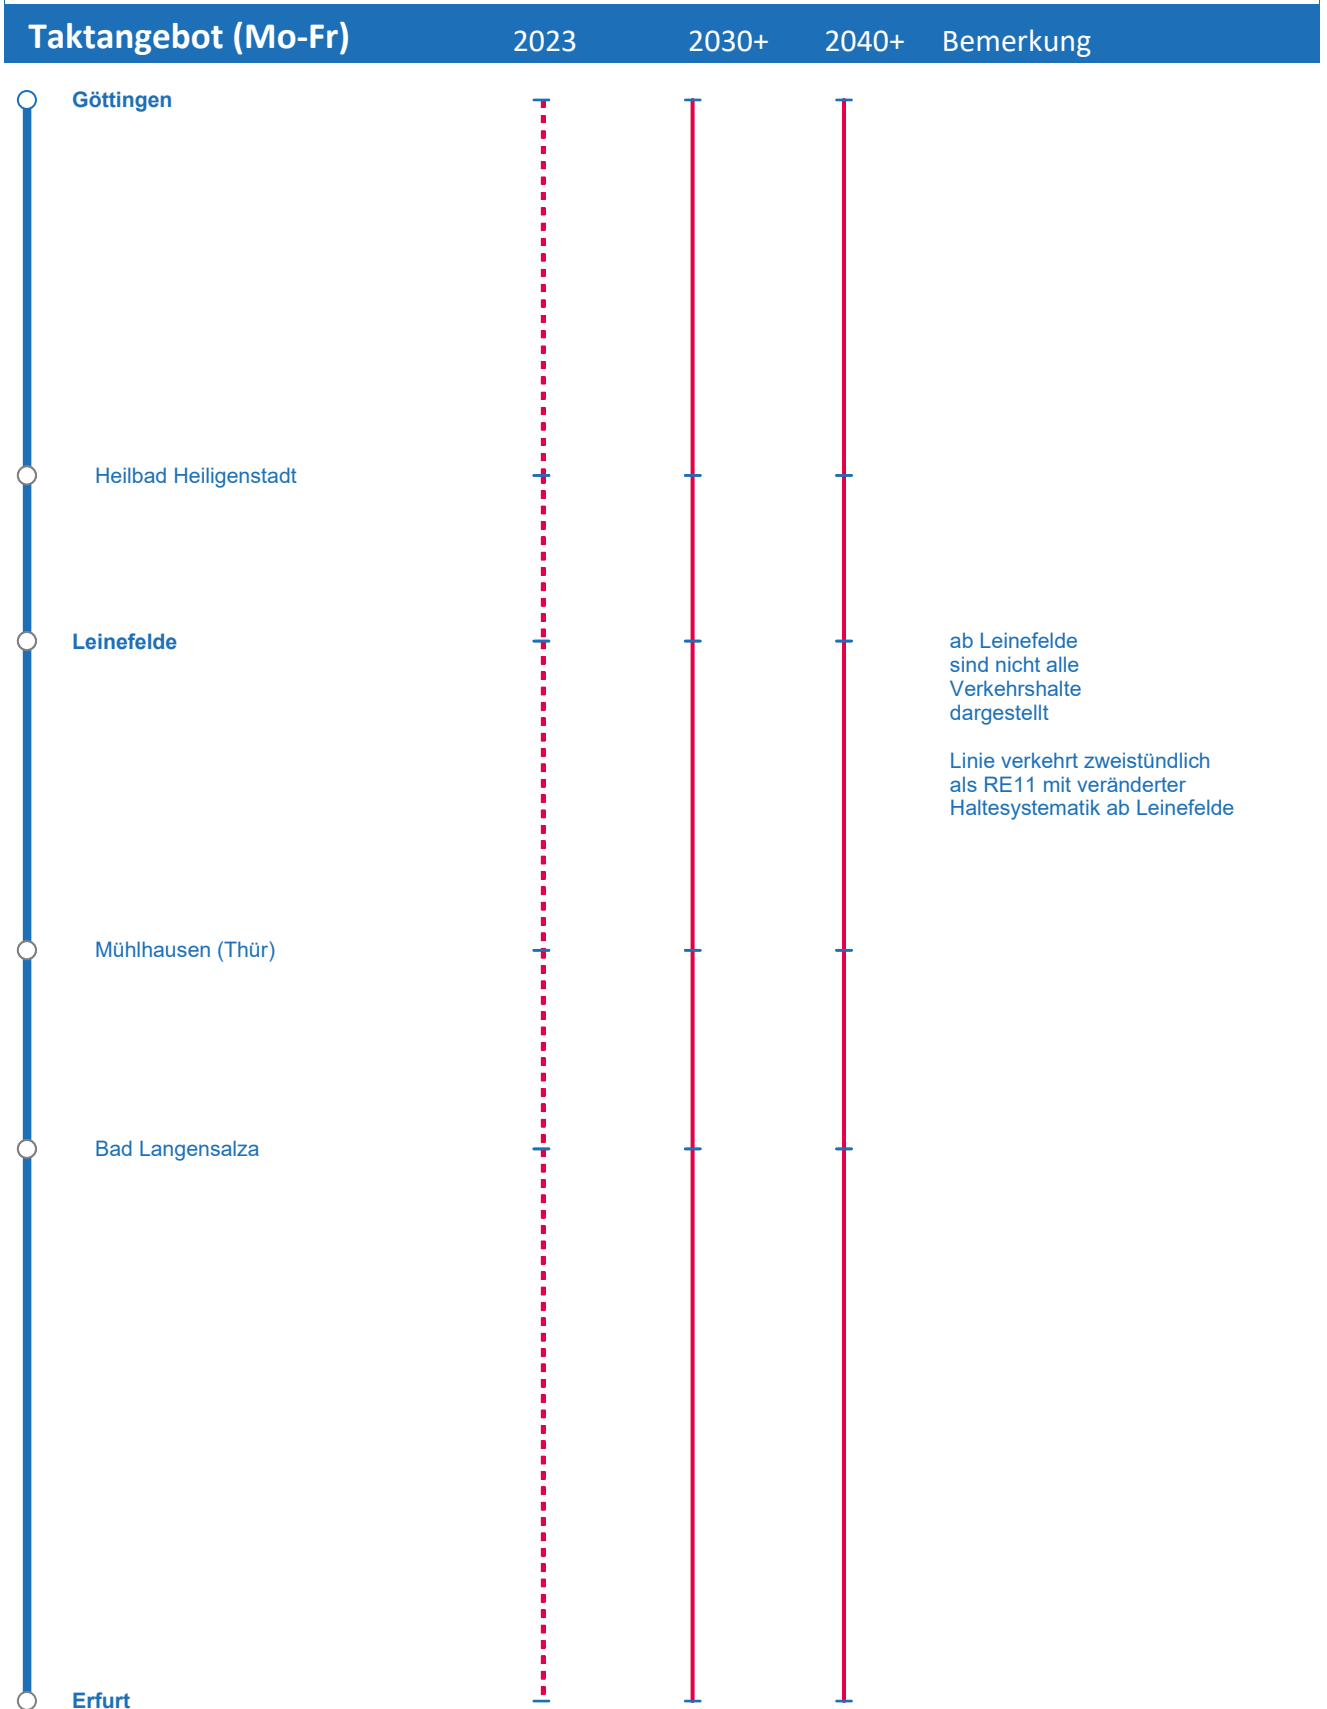 Taktangebot (Mo-Fr) 2023 2030+ 2040+ Bemerkung
Göttingen
Heilbad Heiligenstadt
Leinefelde
ab Leinefelde
sind nicht alle
Verkehrshalte
dargestellt
Linie verkehrt zweistündlich
als RE11 mit veränderter
Haltesystematik ab Leinefelde
Mühlhausen (Thür)
Bad Langensalza
Erfurt